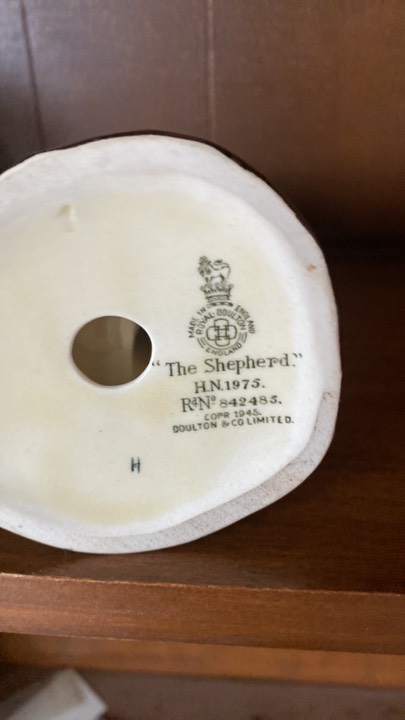 MADE IN ENGLAND
ROYAL DOULTON
ENGLAND
"The Shepherd."
H.N.1975.
RdNo 842485.
COPR 1945.
DOULTON & CO LIMITED.
H